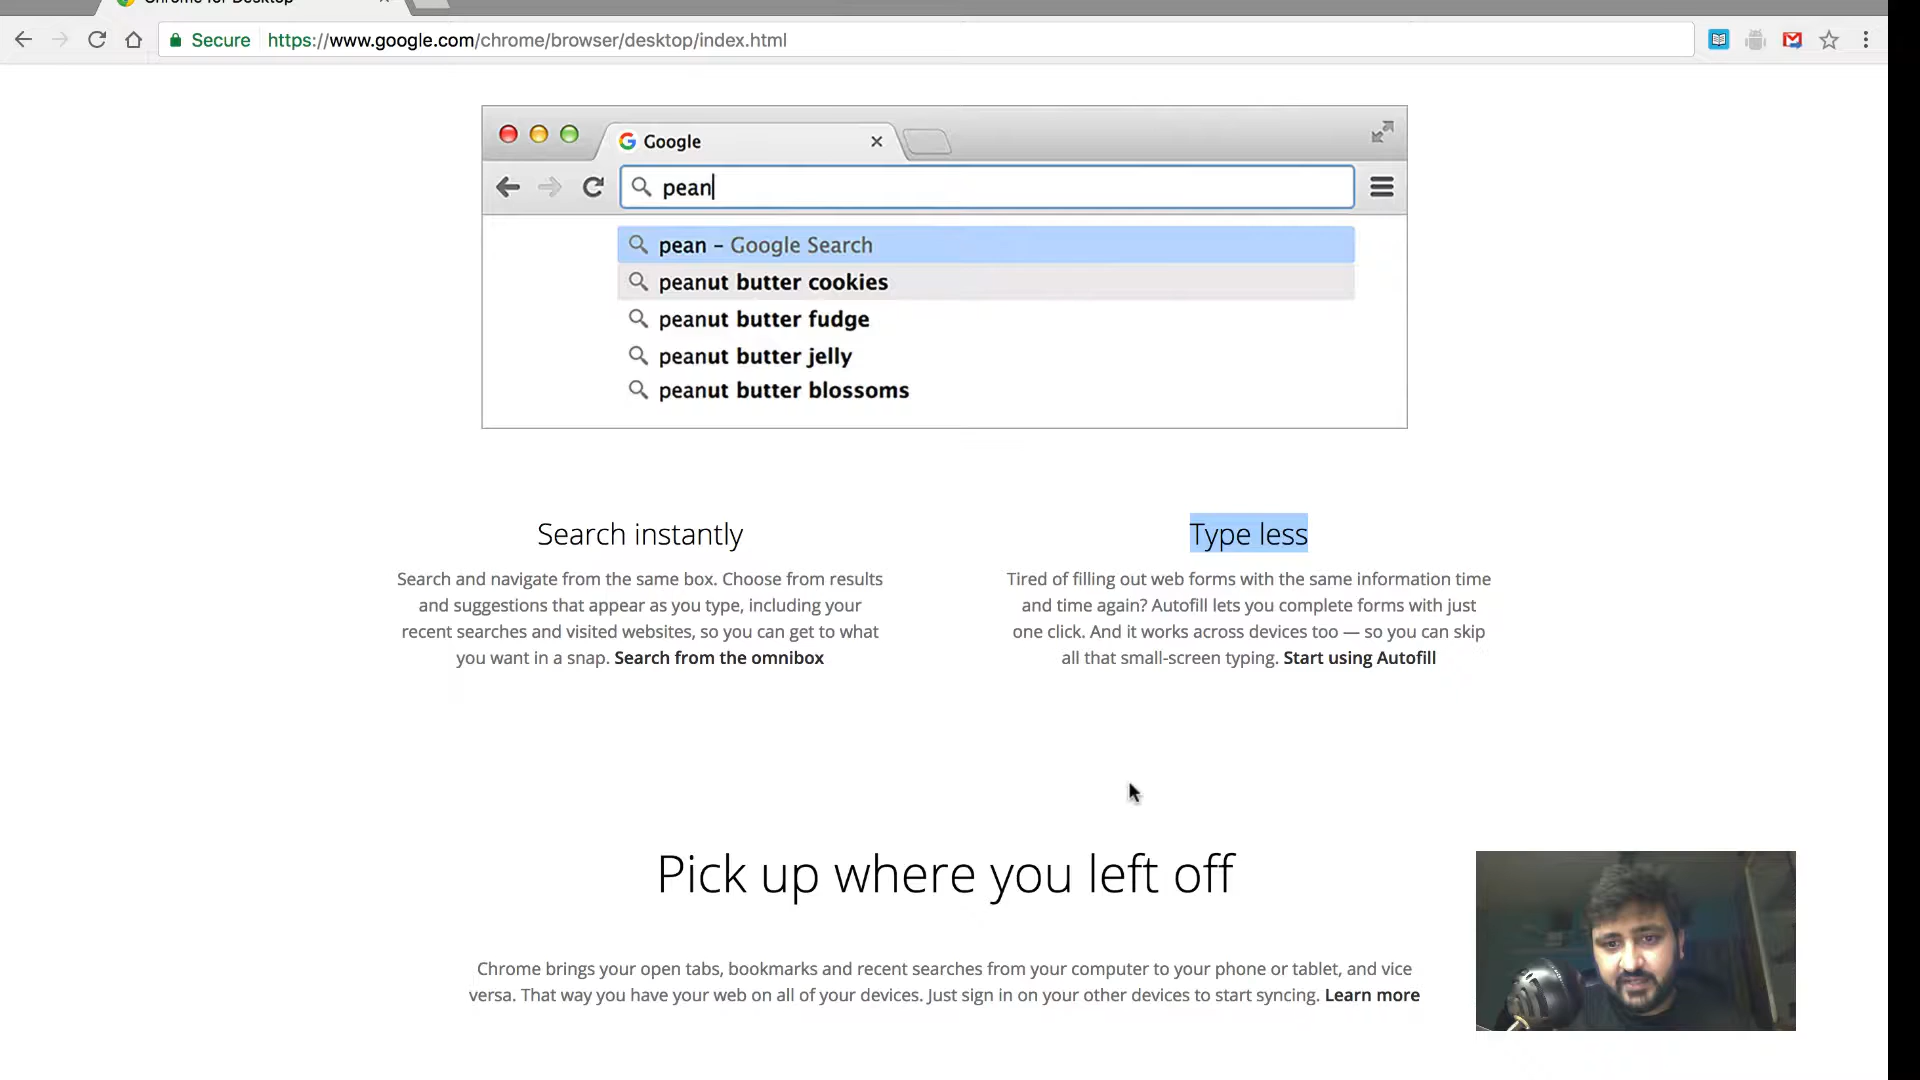 Chrome for Desktop
Secure https://www.google.com/chrome/browser/desktop/index.html
Google
pean
pean – Google Search
peanut butter cookies
peanut butter fudge
peanut butter jelly
peanut butter blossoms
Search instantly
Search and navigate from the same box. Choose from results
and suggestions that appear as you type, including your
recent searches and visited websites, so you can get to what
you want in a snap. Search from the omnibox
Type less
Tired of filling out web forms with the same information time
and time again? Autofill lets you complete forms with just
one click. And it works across devices too — so you can skip
all that small-screen typing. Start using Autofill
Pick up where you left off
Chrome brings your open tabs, bookmarks and recent searches from your computer to your phone or tablet, and vice
versa. That way you have your web on all of your devices. Just sign in on your other devices to start syncing. Learn more